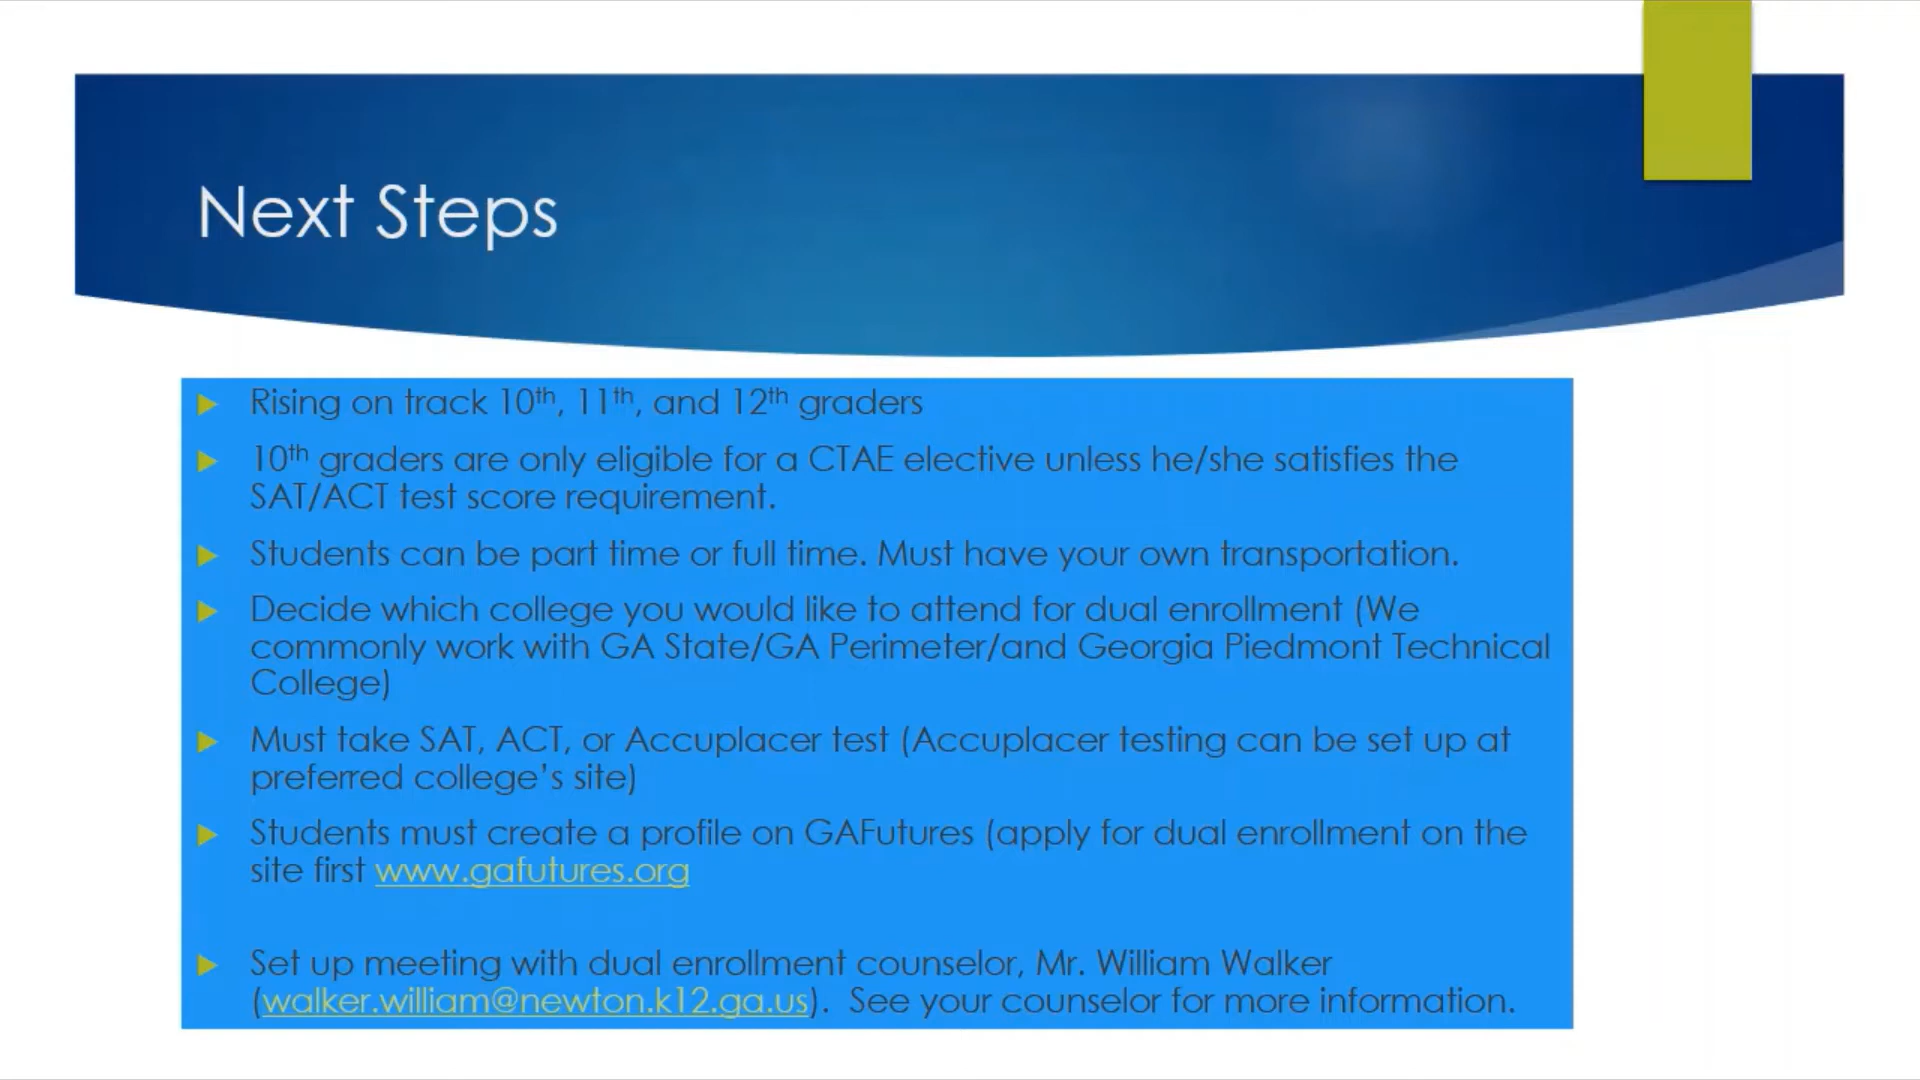 Next Steps
Rising on track 10th, 11th, and 12th graders
10th graders are only eligible for a CTAE elective unless he/she satisfies the
SAT/ACT test score requirement.
Students can be part time or full time. Must have your own transportation.
Decide which college you would like to attend for dual enrollment (We
commonly work with GA State/GA Perimeter/and Georgia Piedmont Technical
College)
Must take SAT, ACT, or Accuplacer test (Accuplacer testing can be set up at
preferred college’s site)
Students must create a profile on GAFutures (apply for dual enrollment on the
site first www.gafutures.org
Set up meeting with dual enrollment counselor, Mr. William Walker
(walker.william@newton.k12.ga.us).  See your counselor for more information.